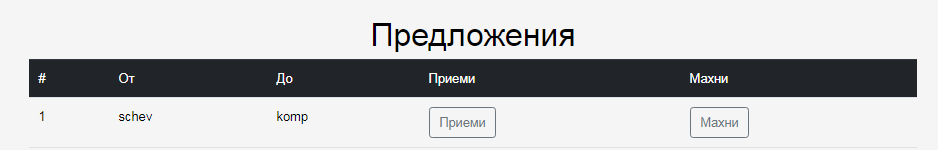 Предложения
# От До Приеми Махни
1 schev komp Приеми Махни